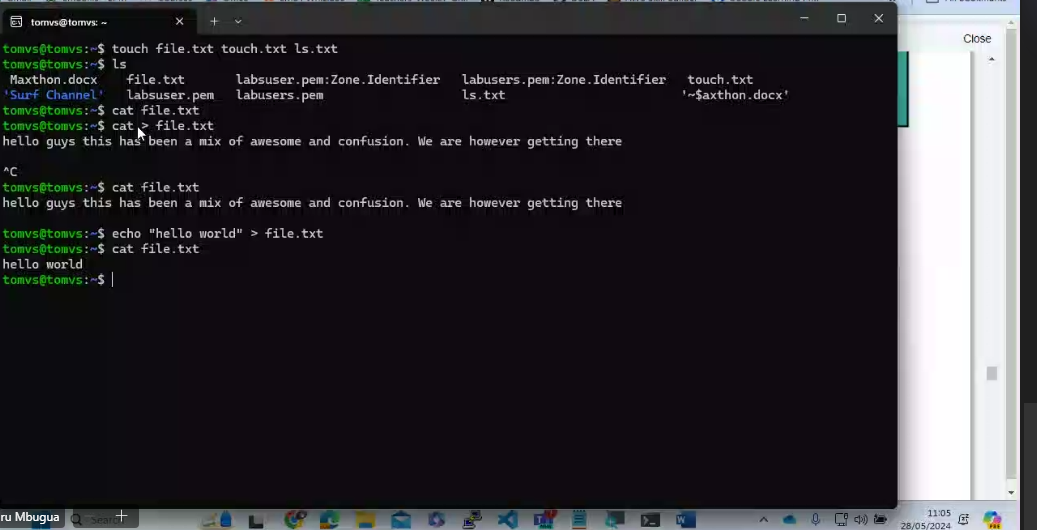 tomvs@tomvs: ~
Close
tomvs@tomvs:~$ touch file.txt touch.txt ls.txt
tomvs@tomvs:~$ ls
Maxthon.docx file.txt labsuser.pem:Zone.Identifier labusers.pem:Zone.Identifier touch.txt
'Surf Channel' labsuser.pem labusers.pem ls.txt '~$axthon.docx'
tomvs@tomvs:~$ cat file.txt
tomvs@tomvs:~$ cat > file.txt
hello guys this has been a mix of awesome and confusion. We are however getting there
^C
tomvs@tomvs:~$ cat file.txt
hello guys this has been a mix of awesome and confusion. We are however getting there
tomvs@tomvs:~$ echo "hello world" > file.txt
tomvs@tomvs:~$ cat file.txt
hello world
tomvs@tomvs:~$
ru Mbugua
Search
11:05
28/05/2024